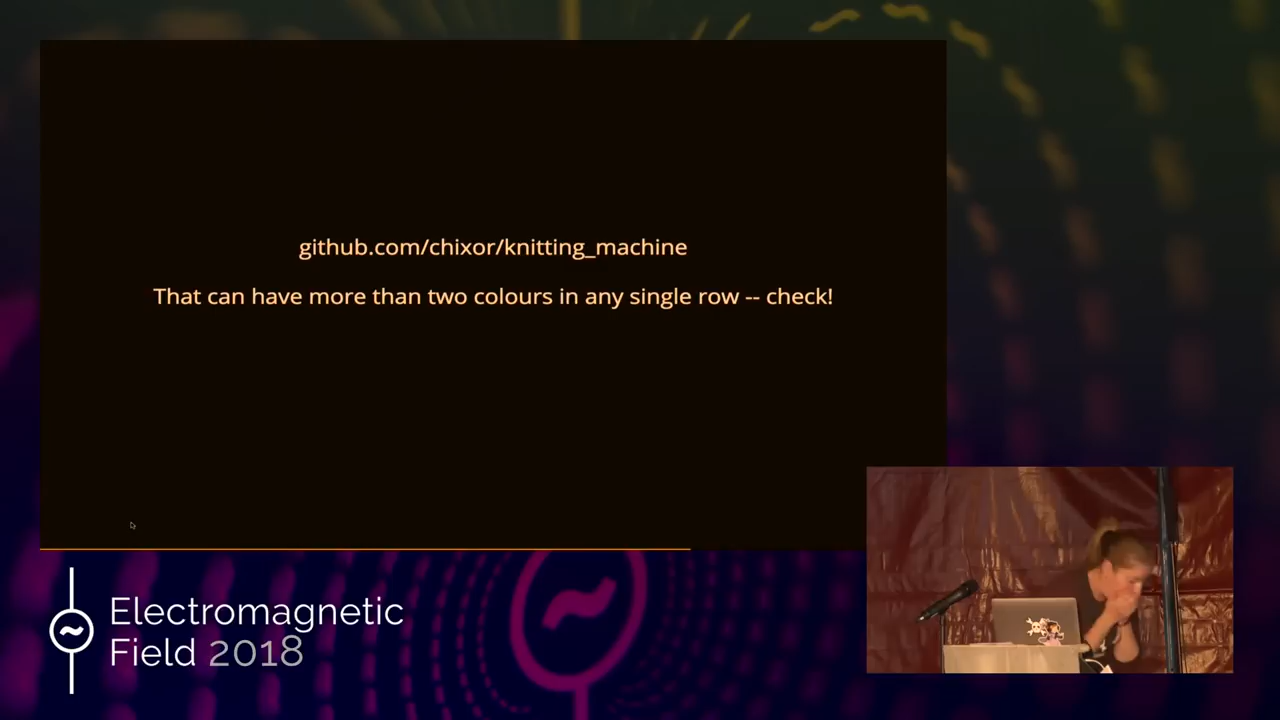 github.com/chixor/knitting_machine
That can have more than two colours in any single row -- check!
Electromagnetic
Field 2018